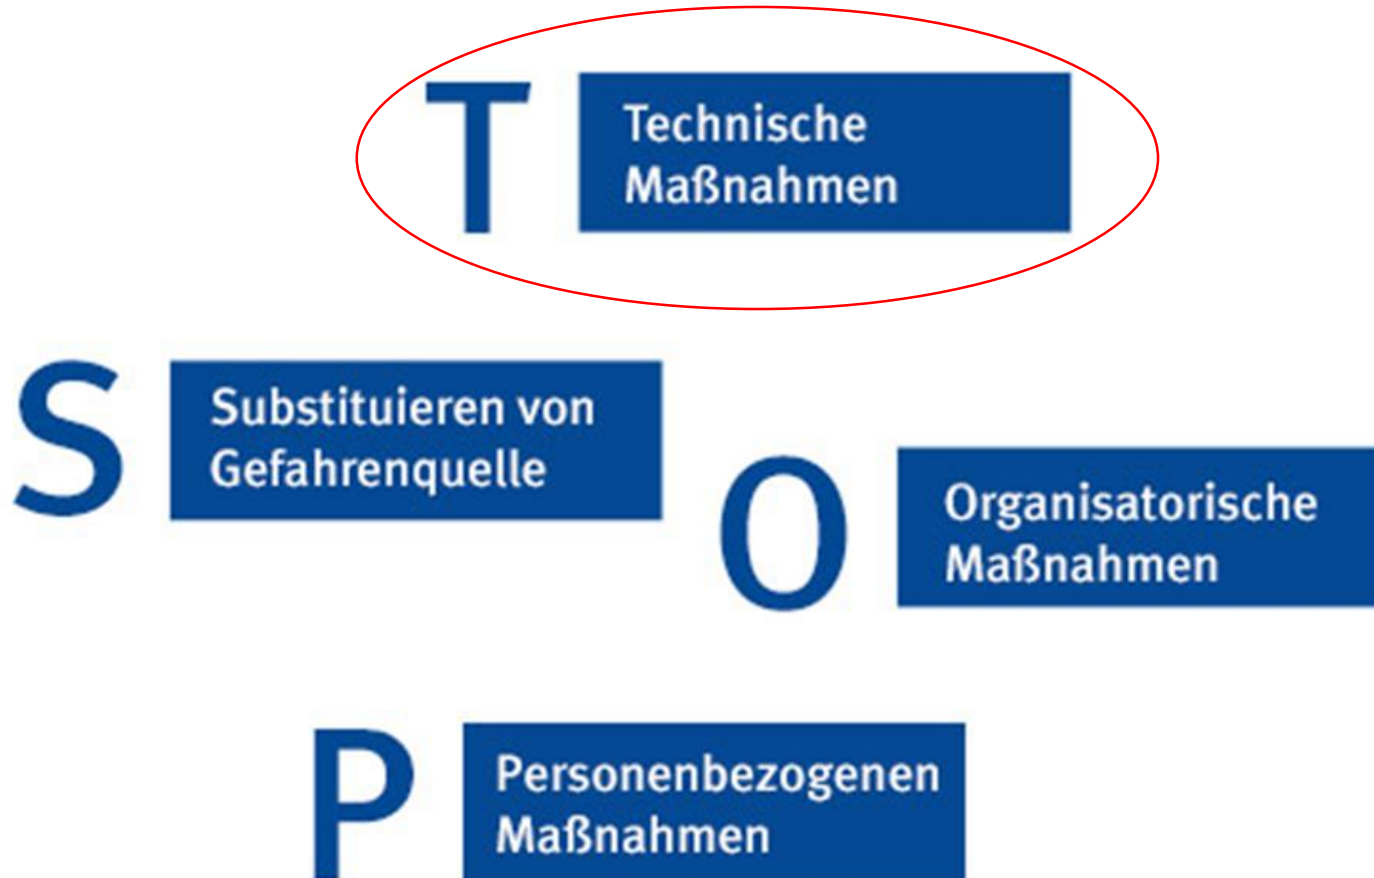 T
Technische
Maßnahmen
S
Substituieren von
Gefahrenquelle
O
Organisatorische
Maßnahmen
P
Personenbezogenen
Maßnahmen